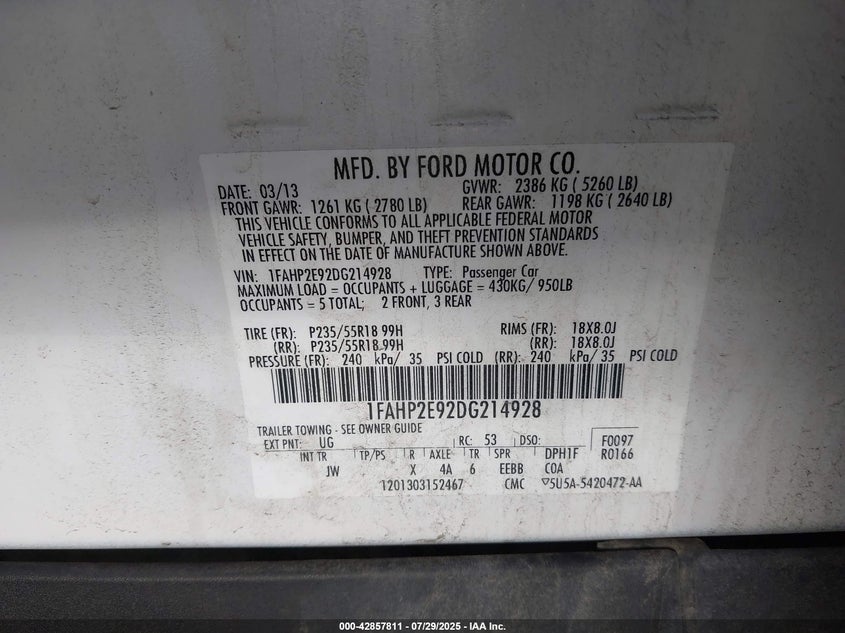 MFD. BY FORD MOTOR CO.
DATE: 03/13 GVWR: 2386 KG ( 5260 LB)
FRONT GAWR: 1261 KG ( 2780 LB) REAR GAWR: 1198 KG ( 2640 LB)
THIS VEHICLE CONFORMS TO ALL APPLICABLE FEDERAL MOTOR
VEHICLE SAFETY, BUMPER, AND THEFT PREVENTION STANDARDS
IN EFFECT ON THE DATE OF MANUFACTURE SHOWN ABOVE.
VIN: 1FAHP2E92DG214928 TYPE: Passenger Car
MAXIMUM LOAD = OCCUPANTS + LUGGAGE = 430KG/ 950LB
OCCUPANTS = 5 TOTAL; 2 FRONT, 3 REAR
TIRE (FR): P235/55R18 99H RIMS (FR): 18X8.0J
(RR): P235/55R18 99H (RR): 18X8.0J
PRESSURE (FR): 240 kPa/ 35 PSI COLD (RR): 240 kPa/ 35 PSI COLD
1FAHP2E92DG214928
TRAILER TOWING - SEE OWNER GUIDE
EXT PNT: UG RC: 53 DSO: F0097
INT TR TP/PS R AXLE TR SPR DPH1F R0166
JW X 4A 6 EEBB COA
1201303152467 CMC 5U5A-5420472-AA
000-42857811 / 07/29/2025 - IAA Inc.